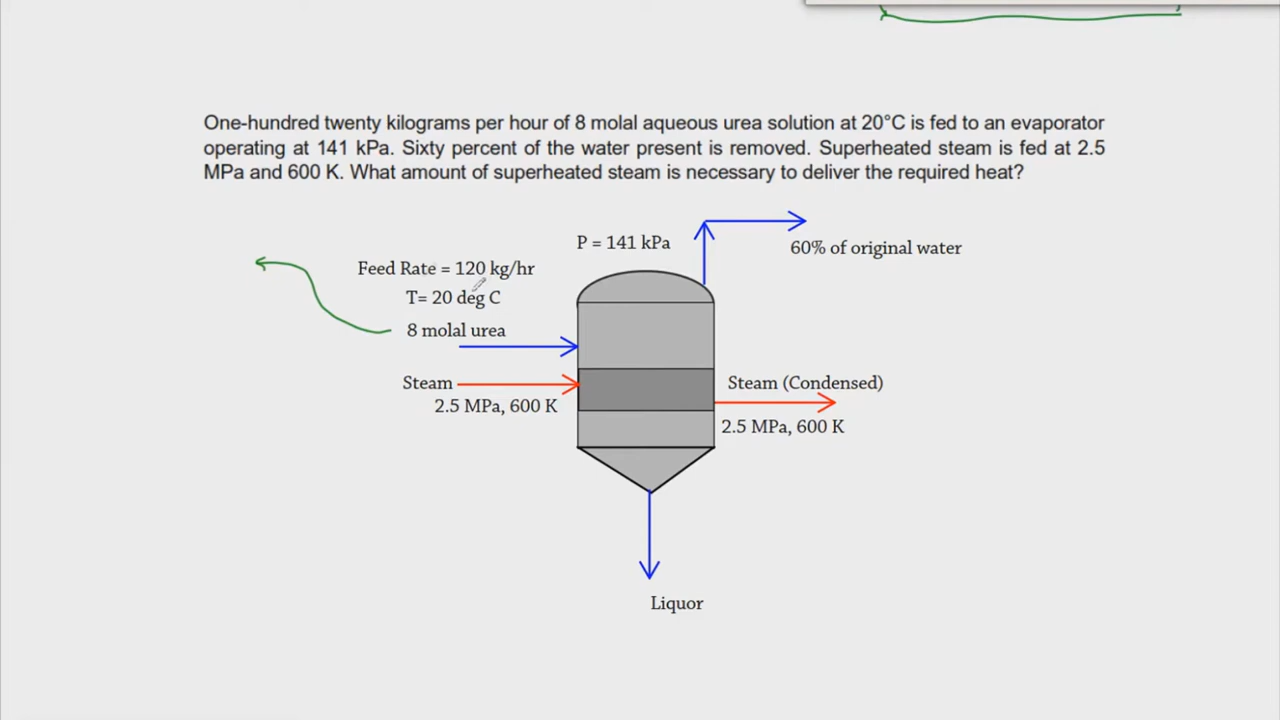 One-hundred twenty kilograms per hour of 8 molal aqueous urea solution at 20°C is fed to an evaporator
operating at 141 kPa. Sixty percent of the water present is removed. Superheated steam is fed at 2.5
MPa and 600 K. What amount of superheated steam is necessary to deliver the required heat?
P = 141 kPa
60% of original water
Feed Rate = 120 kg/hr
T= 20 deg C
8 molal urea
Steam
2.5 MPa, 600 K
Steam (Condensed)
2.5 MPa, 600 K
Liquor